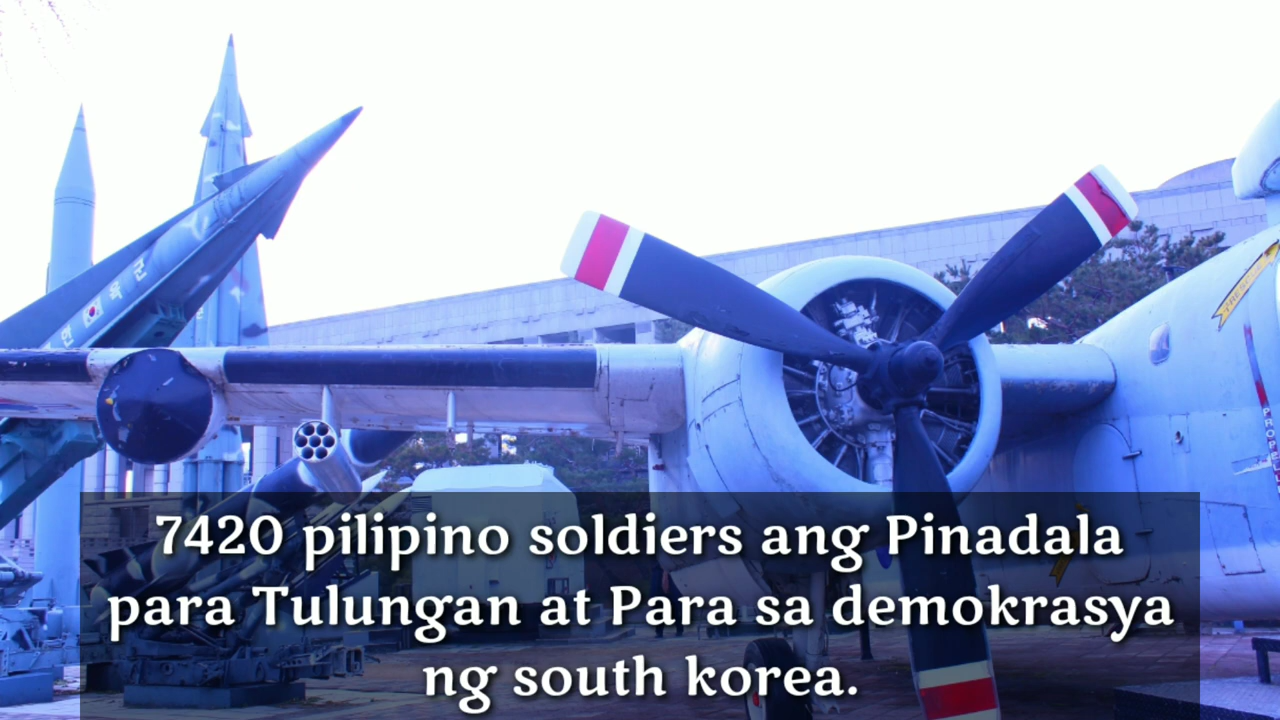 7420 pilipino soldiers ang Pinadala
para Tulungan at Para sa demokrasya
ng south korea.